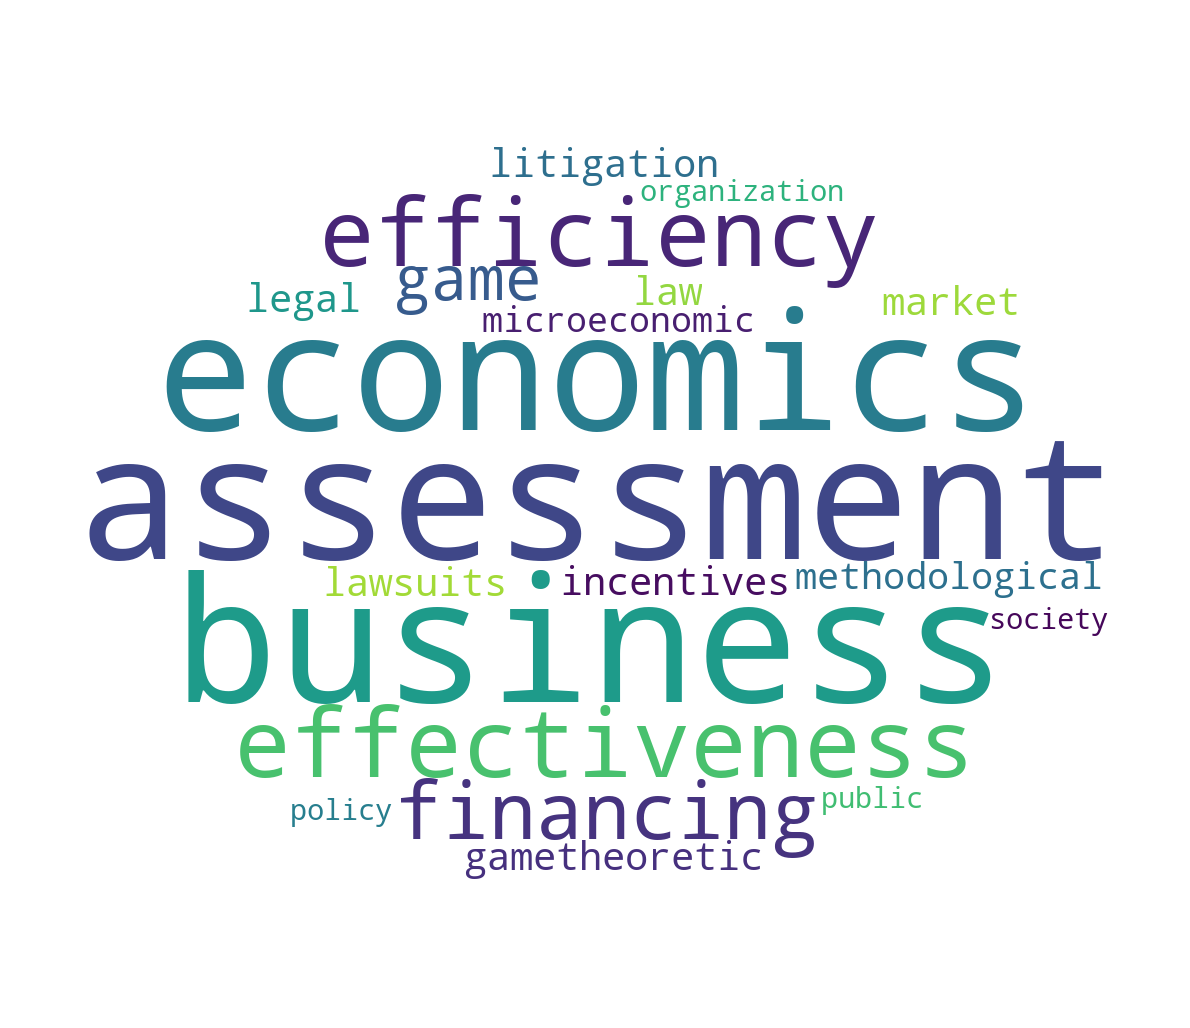 litigation
organization
efficiency
game
legal
law
market
microeconomic
economics
assessment
lawsuits
incentives
methodological
society
business
effectiveness
financing
policy
public
gametheoretic